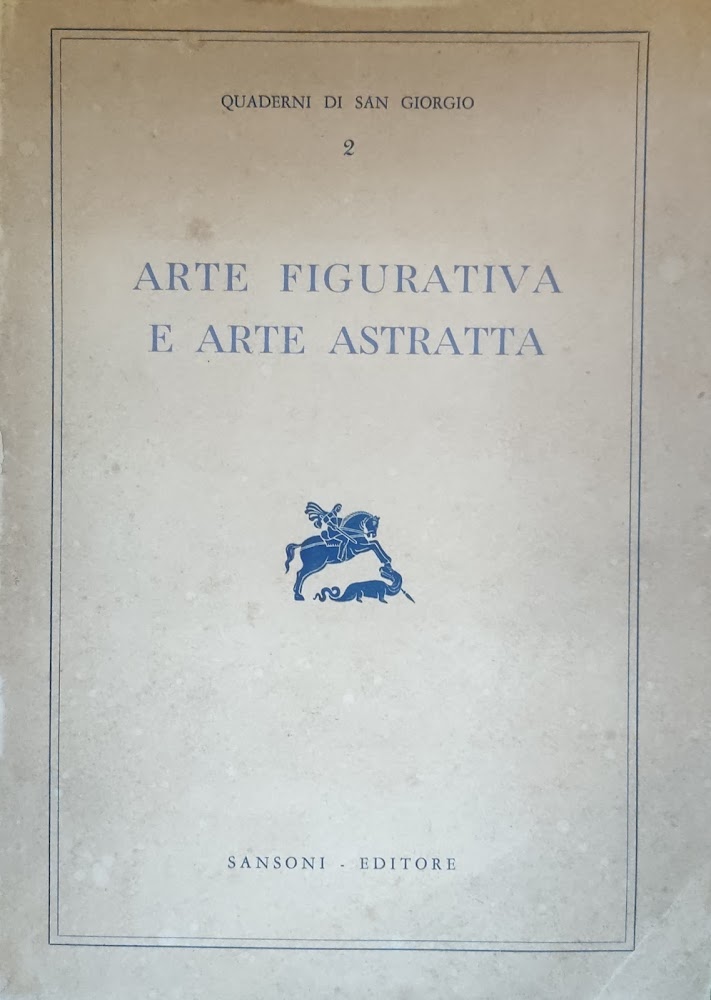 QUADERNI DI SAN GIORGIO
2
ARTE FIGURATIVA
E ARTE ASTRATTA
SANSONI - EDITORE